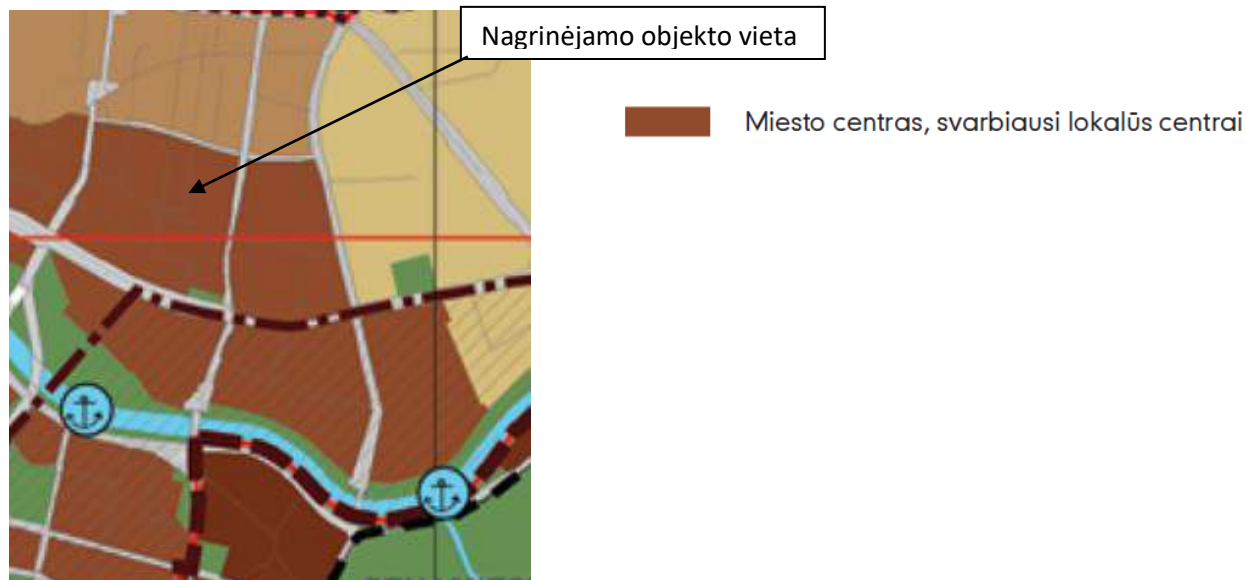 Nagrinėjamo objekto vieta
Miesto centras, svarbiausi lokalūs centrai